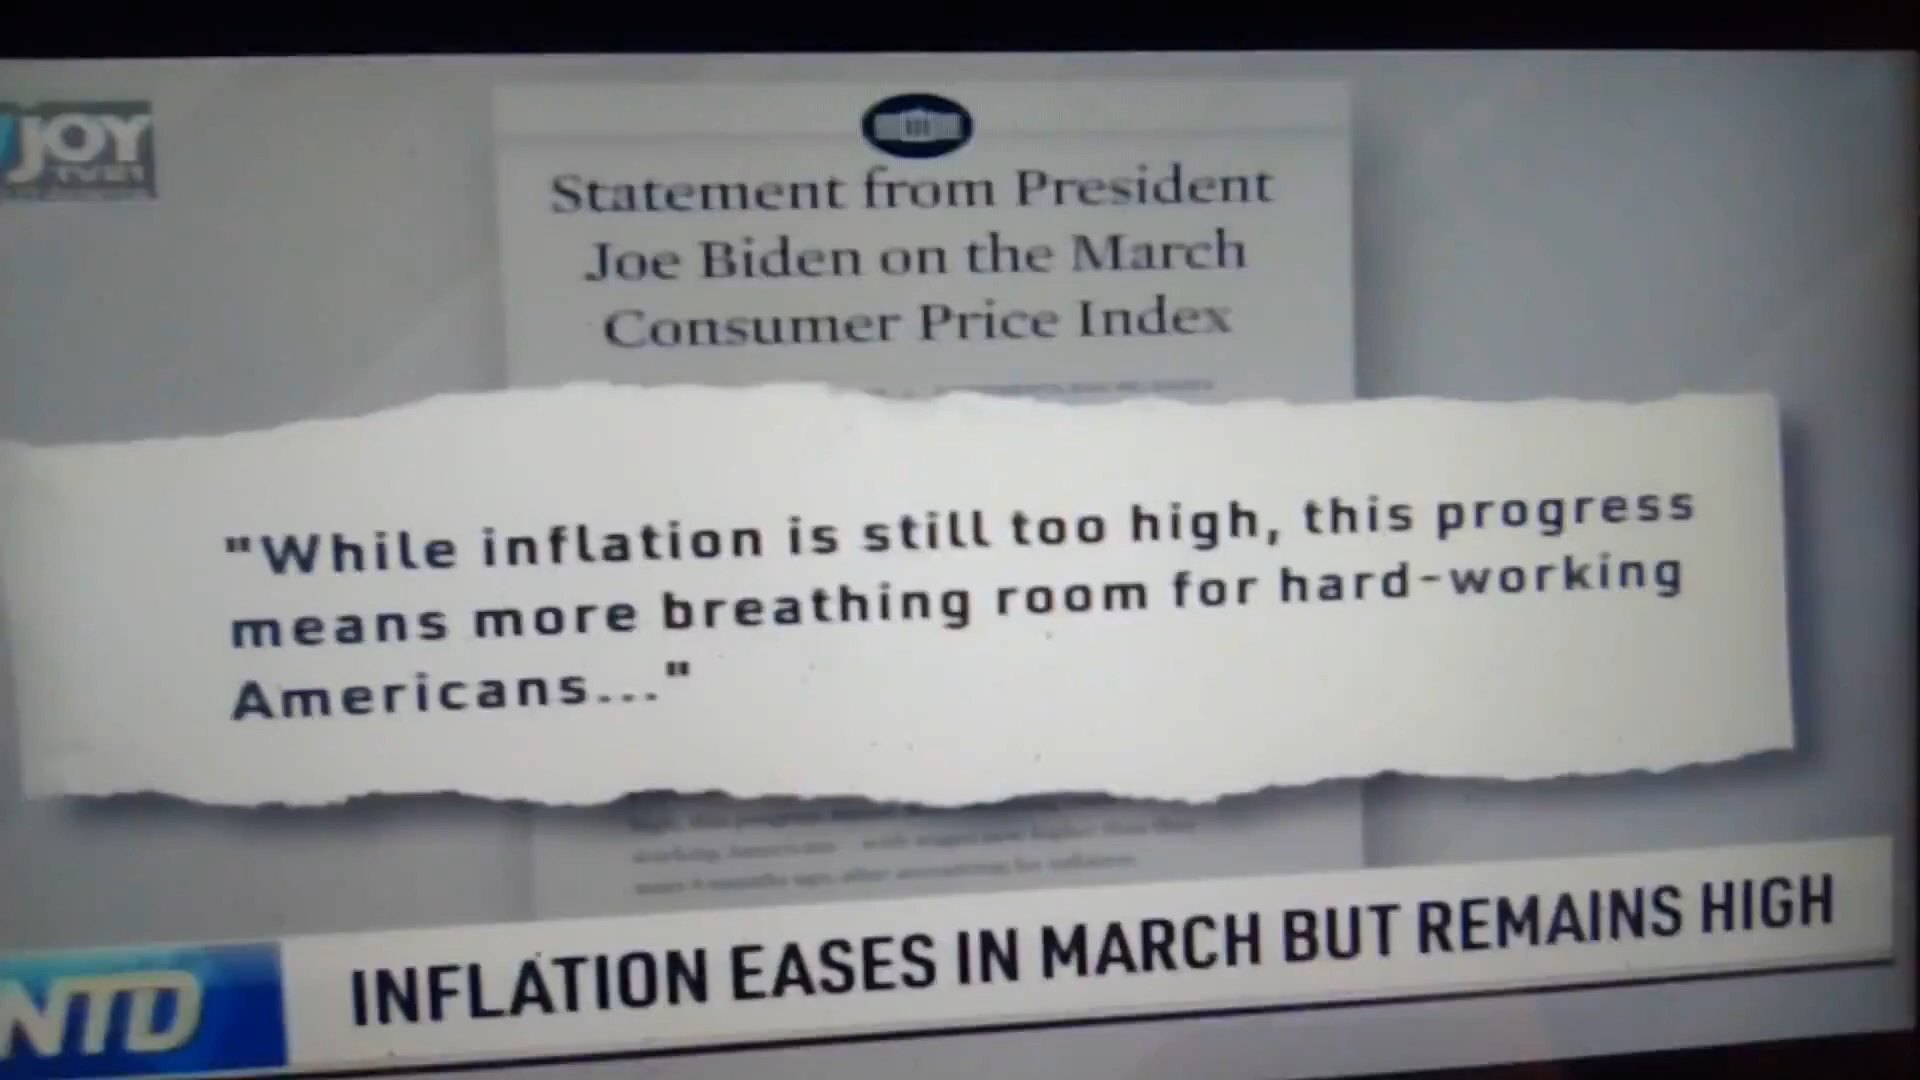 JOY
Statement from President
Joe Biden on the March
Consumer Price Index
"While inflation is still too high, this progress
means more breathing room for hard-working
Americans..."
NTD
INFLATION EASES IN MARCH BUT REMAINS HIGH